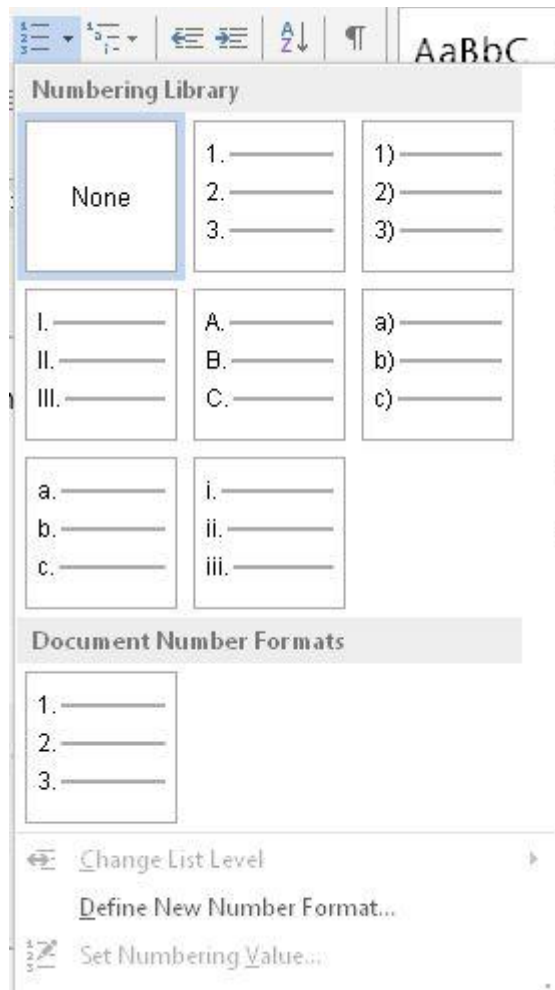 AaBbC
Numbering Library
None
1.
2.
3.
1)
2)
3)
I.
II.
III.
A.
B.
C.
a)
b)
c)
a.
b.
c.
i.
ii.
iii.
Document Number Formats
1.
2.
3.
Change List Level
Define New Number Format...
Set Numbering Value...